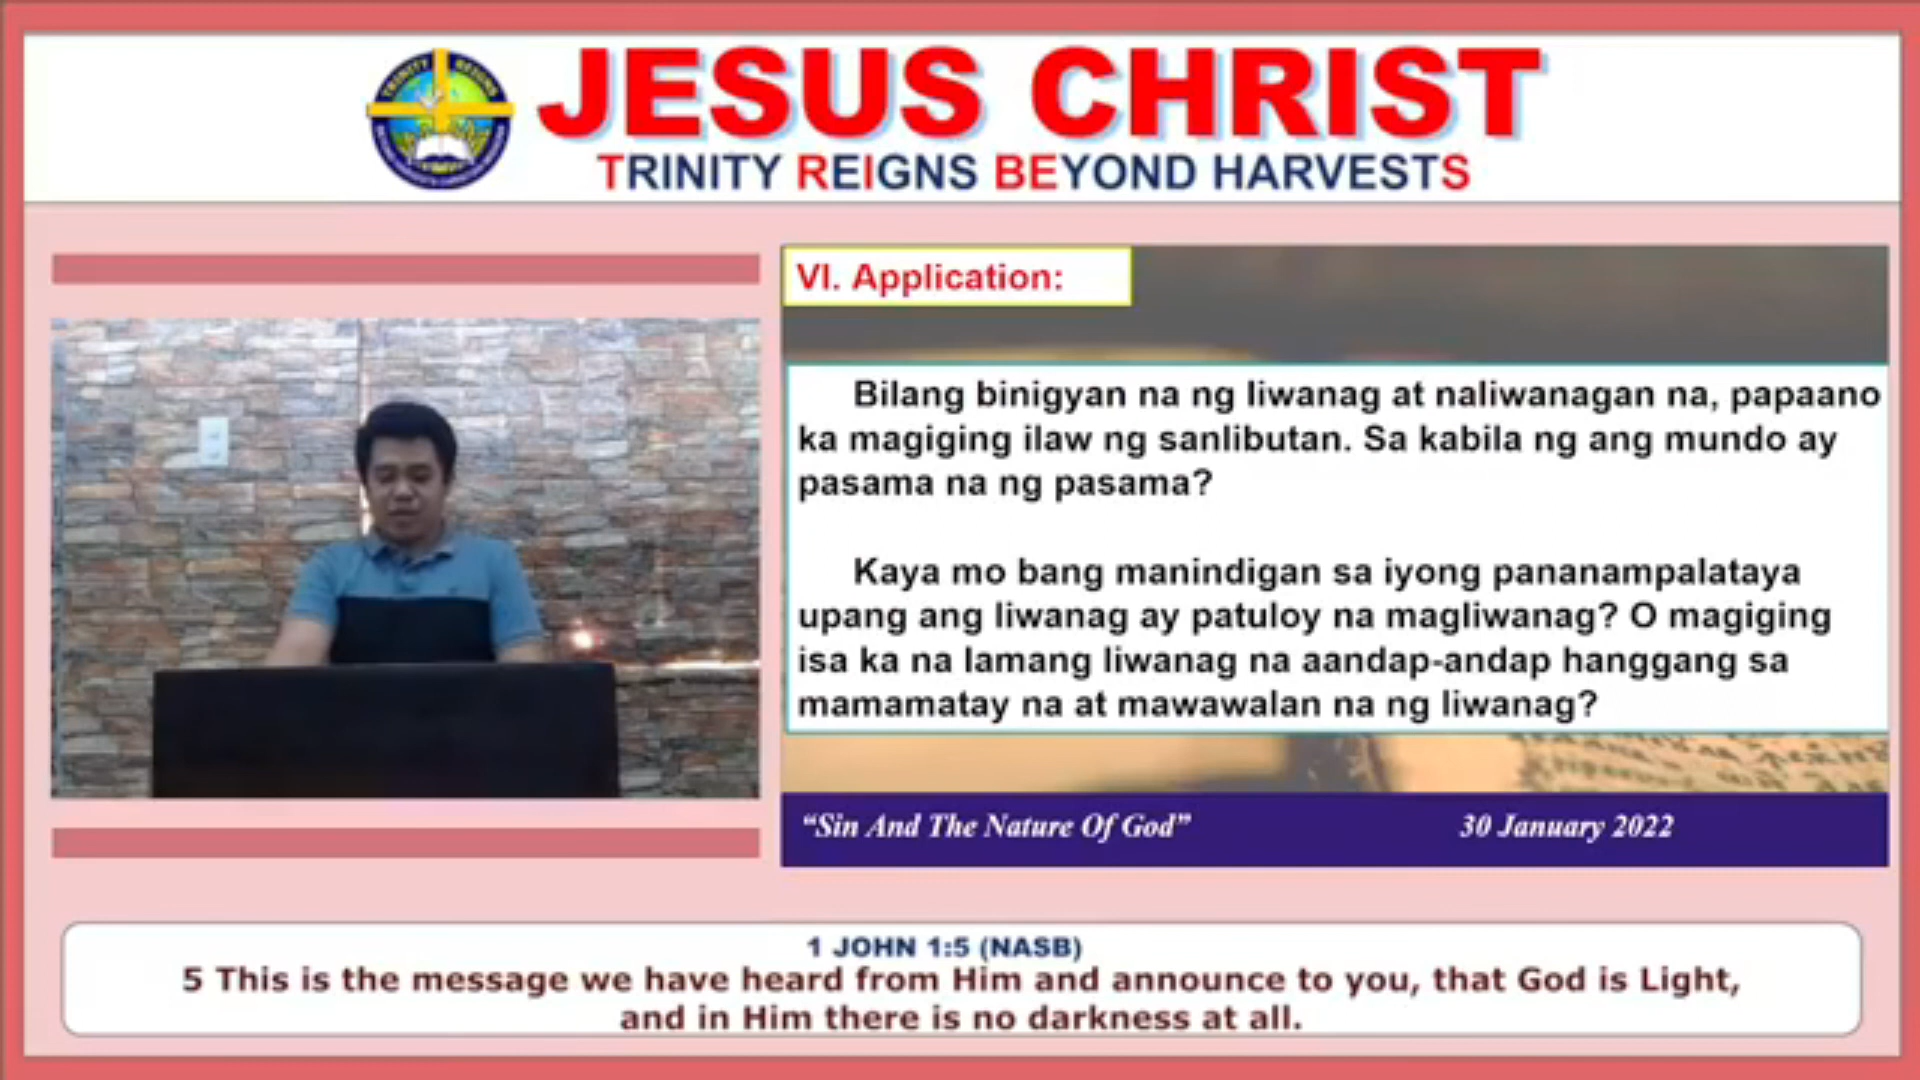 TRINITY REIGNS
JESUS CHRIST
TRINITY REIGNS BEYOND HARVESTS
VI. Application:
Bilang binigyan na ng liwanag at naliwanagan na, papaano
ka magiging ilaw ng sanlibutan. Sa kabila ng ang mundo ay
pasama na ng pasama?
Kaya mo bang manindigan sa iyong pananampalataya
upang ang liwanag ay patuloy na magliwanag? O magiging
isa ka na lamang liwanag na aandap-andap hanggang sa
mamamatay na at mawawalan na ng liwanag?
“Sin And The Nature Of God”
30 January 2022
1 JOHN 1:5 (NASB)
5 This is the message we have heard from Him and announce to you, that God is Light,
and in Him there is no darkness at all.